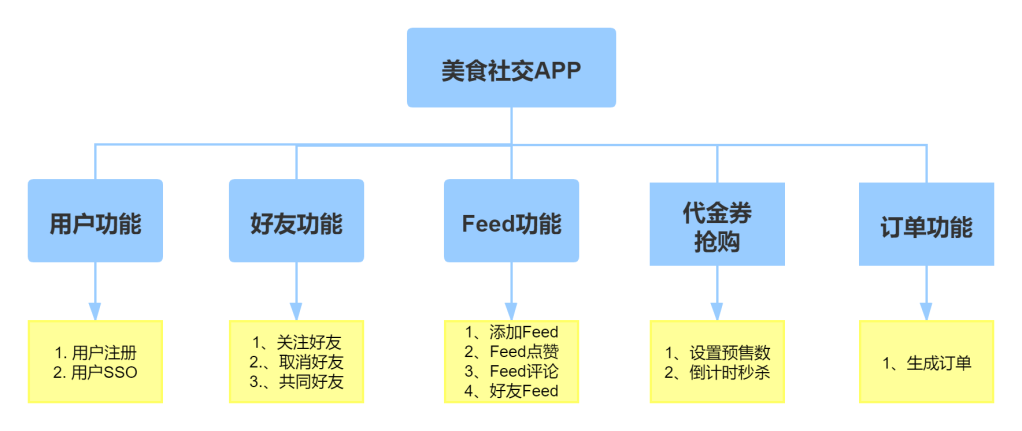 美食社交APP
用户功能
好友功能
Feed功能
代金券
抢购
订单功能
1. 用户注册
2. 用户SSO
1、关注好友
2.、取消好友
3.、共同好友
1、添加Feed
2、Feed点赞
3、Feed评论
4、好友Feed
1、设置预售数
2、倒计时秒杀
1、生成订单